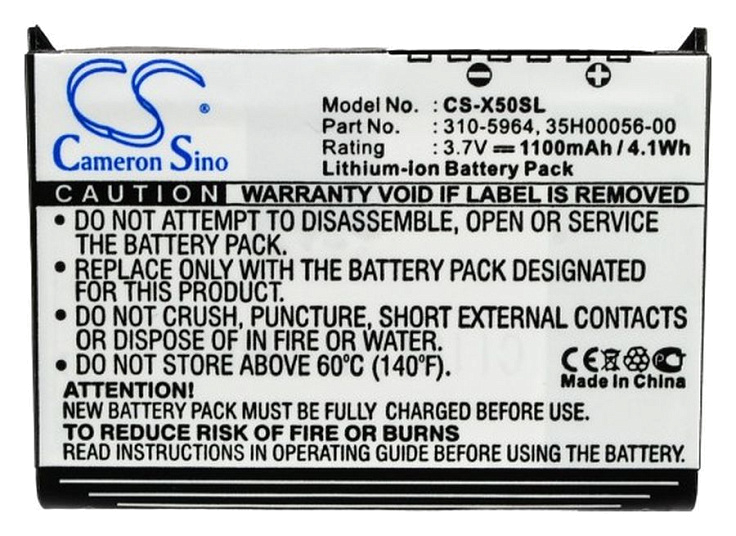 Cameron Sino
Model No. : CS-X50SL
Part No. : 310-5964, 35H00056-00
Rating : 3.7V ⎓ 1100mAh / 4.1Wh
Lithium-ion Battery Pack
CAUTION WARRANTY VOID IF LABEL IS REMOVED
• DO NOT ATTEMPT TO DISASSEMBLE, OPEN OR SERVICE
THE BATTERY PACK.
• REPLACE ONLY WITH THE BATTERY PACK DESIGNATED
FOR THIS PRODUCT.
• DO NOT CRUSH, PUNCTURE, SHORT EXTERNAL CONTACTS
OR DISPOSE OF IN FIRE OR WATER.
• DO NOT STORE ABOVE 60°C (140°F).
CE
Made in China
ATTENTION!
NEW BATTERY PACK MUST BE FULLY CHARGED BEFORE USING.
TO REDUCE RISK OF FIRE OR BURNS
READ INSTRUCTIONS IN OPERATING GUIDE BEFORE USING BATTERY.